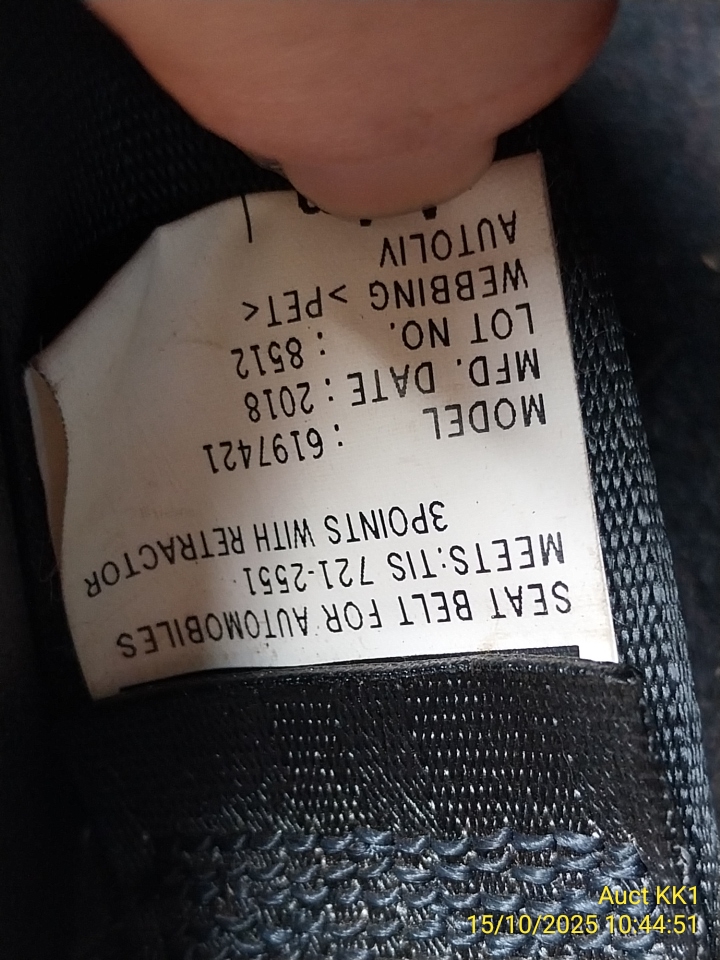 SEAT BELT FOR AUTOMOBILES
MEETS:TIS 721-2551
3POINTS WITH RETRACTOR
MODEL : 6197421
MFD. DATE : 2018
LOT NO. : 8512
WEBBING >PET<
AUTOLIV
Auct KK1
15/10/2025 10:44:51